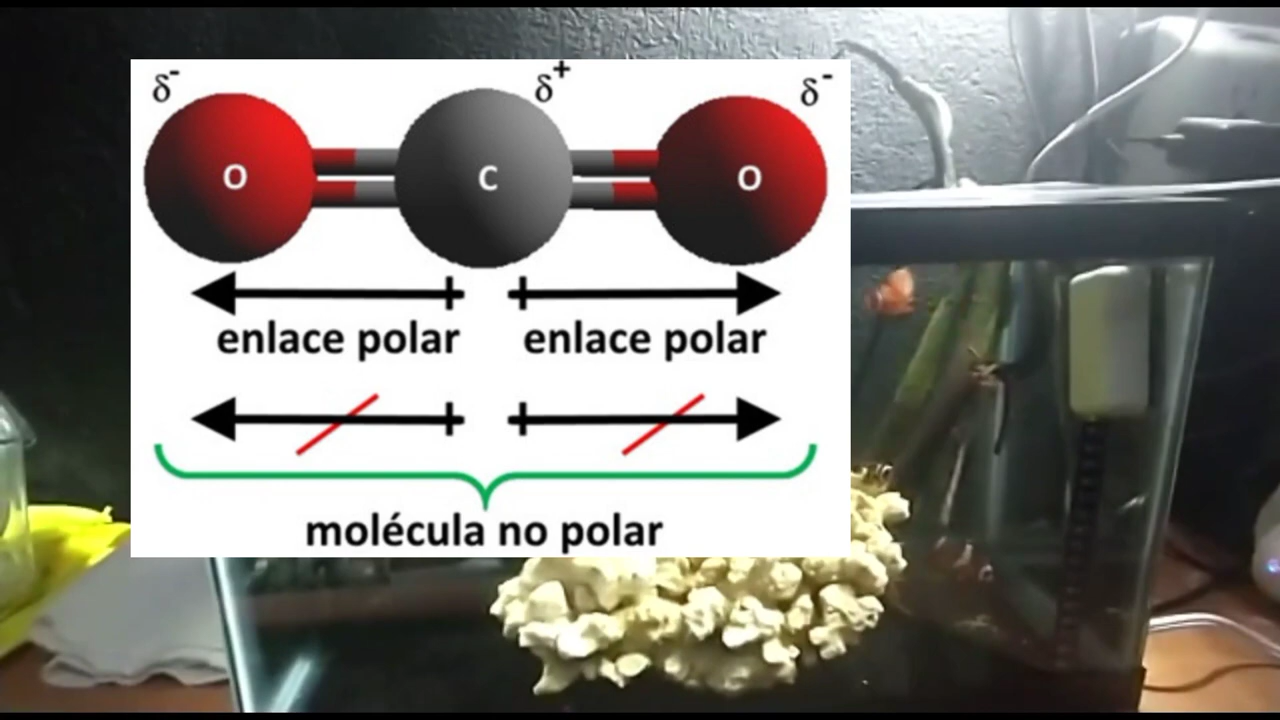 δ- δ+ δ-
O C O
enlace polar enlace polar
molécula no polar